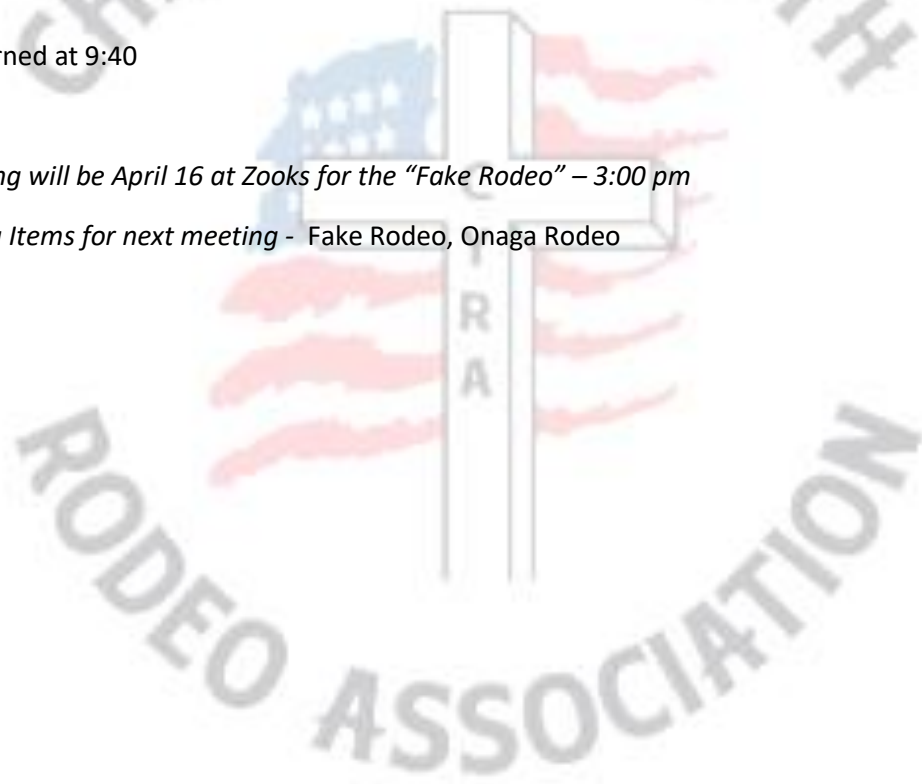 rned at 9:40
ng will be April 16 at Zooks for the “Fake Rodeo” – 3:00 pm
Items for next meeting - Fake Rodeo, Onaga Rodeo
RODEO ASSOCIATION